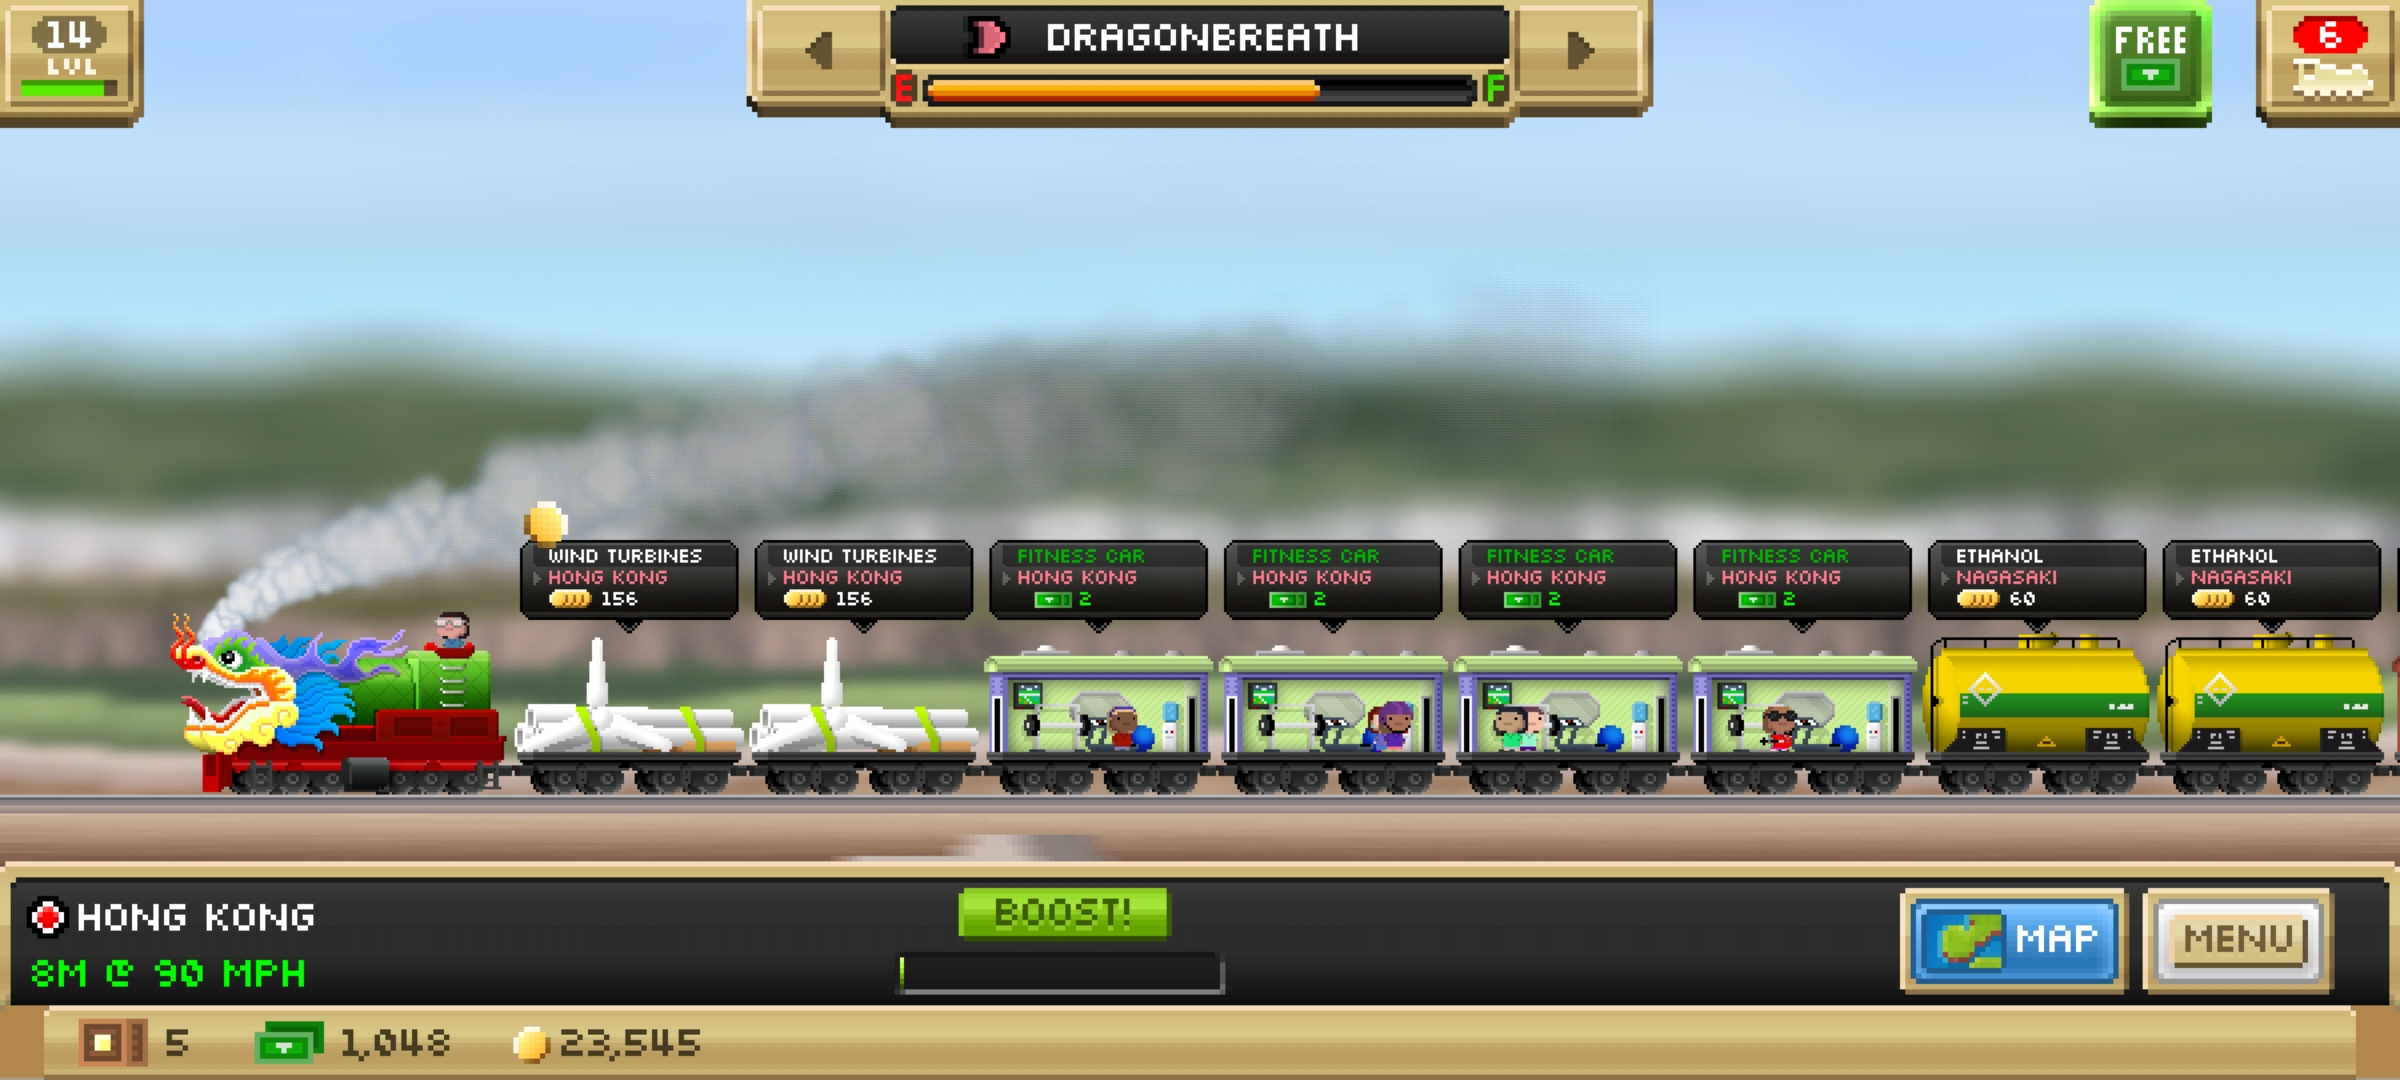 14
LVL
DRAGONBREATH
E
F
FREE
6
WIND TURBINES
HONG KONG
156
WIND TURBINES
HONG KONG
156
FITNESS CAR
HONG KONG
2
FITNESS CAR
HONG KONG
2
FITNESS CAR
HONG KONG
2
FITNESS CAR
HONG KONG
2
ETHANOL
NAGASAKI
60
ETHANOL
NAGASAKI
60
HONG KONG
8M @ 90 MPH
BOOST!
MAP
MENU
5
1,048
23,545